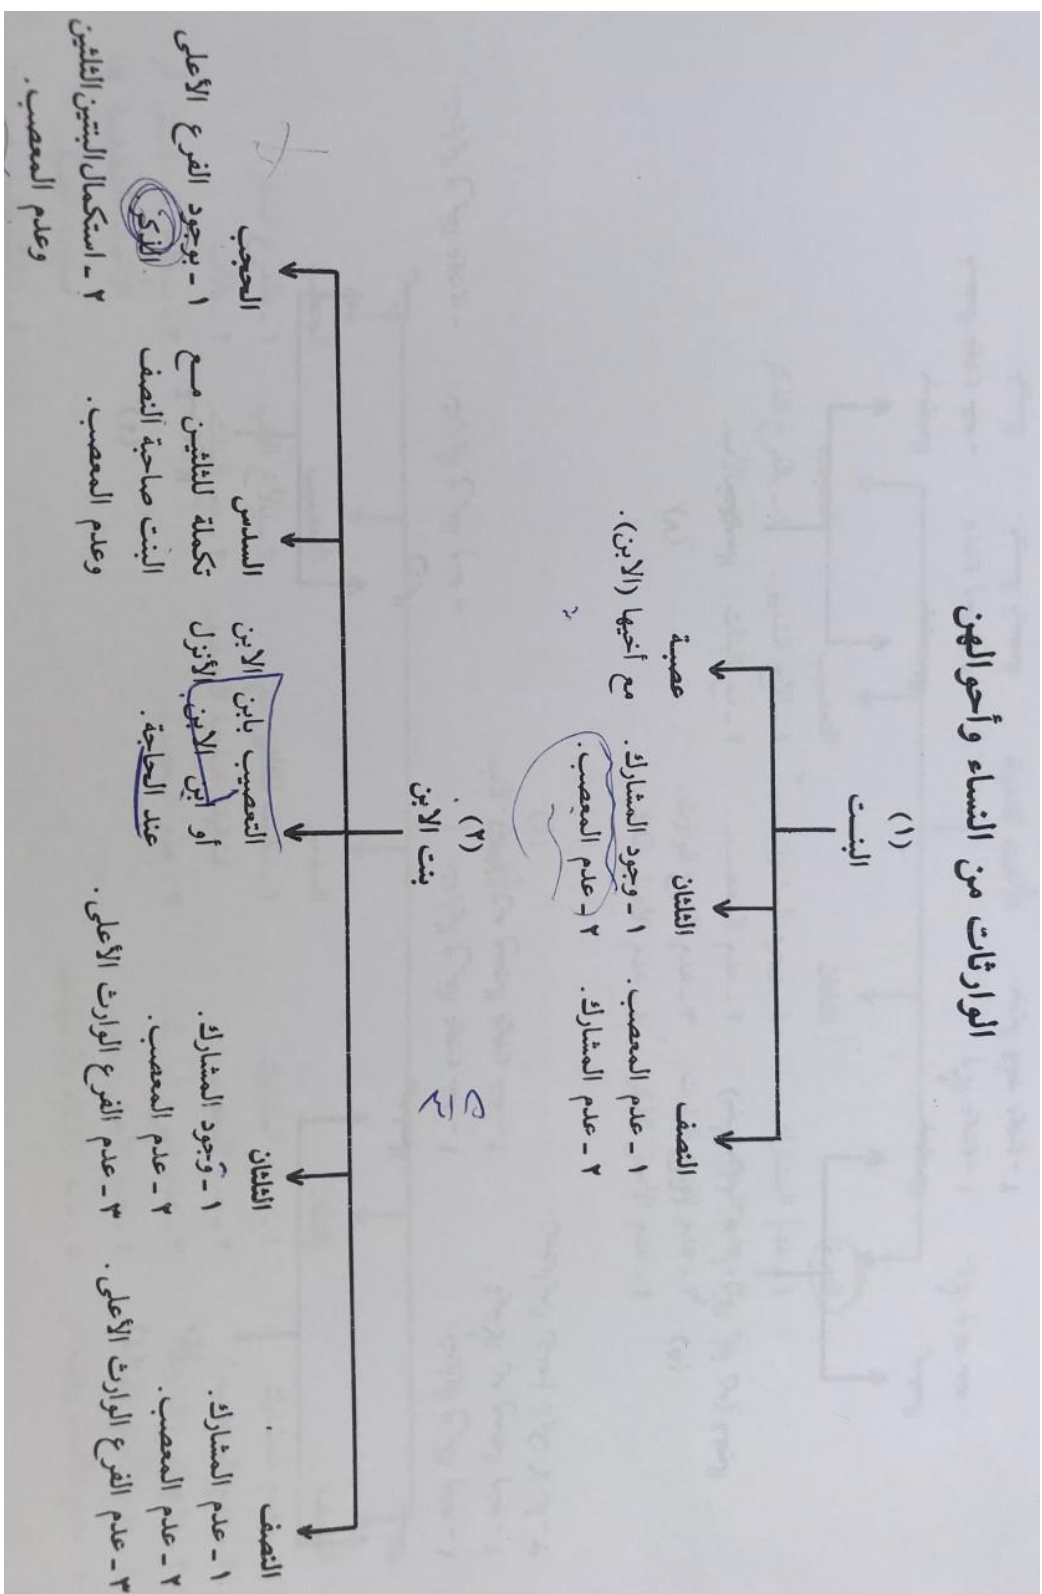 الوارثات من النساء وأحوالهن
(١)
البنت
النصف
١ - عدم المعصب.
٢ - عدم المشارك.
الثلثان
١ - وجود المشارك.
٢ - عدم المعصب.
عصبة
مع أخيها (الابن).
(٢)
بنت الابن
النصف
١ - عدم المشارك.
٢ - عدم المعصب.
٣ - عدم الفرع الوارث الأعلى.
الثلثان
١ - وجود المشارك.
٢ - عدم المعصب.
٣ - عدم الفرع الوارث الأعلى.
التعصيب بابن الابن
أو ابن الابن الأنزل
عند الحاجة.
السدس
تكملة للثلثين مع
البنت صاحبة النصف
وعدم المعصب.
الحجب
١ - بوجود الفرع الأعلى
الذكر.
٢ - استكمال البنتين الثلثين
وعدم المعصب.